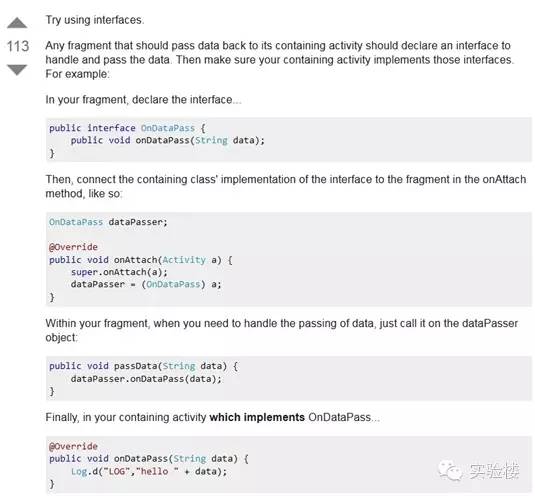 Try using interfaces.
113
Any fragment that should pass data back to its containing activity should declare an interface to
handle and pass the data. Then make sure your containing activity implements those interfaces.
For example:
In your fragment, declare the interface...
public interface OnDataPass {
    public void onDataPass(String data);
}
Then, connect the containing class' implementation of the interface to the fragment in the onAttach
method, like so:
OnDataPass dataPasser;
@Override
public void onAttach(Activity a) {
    super.onAttach(a);
    dataPasser = (OnDataPass) a;
}
Within your fragment, when you need to handle the passing of data, just call it on the dataPasser
object:
public void passData(String data) {
    dataPasser.onDataPass(data);
}
Finally, in your containing activity which implements OnDataPass...
@Override
public void onDataPass(String data) {
    Log.d("LOG","hello " + data);
}
实验楼